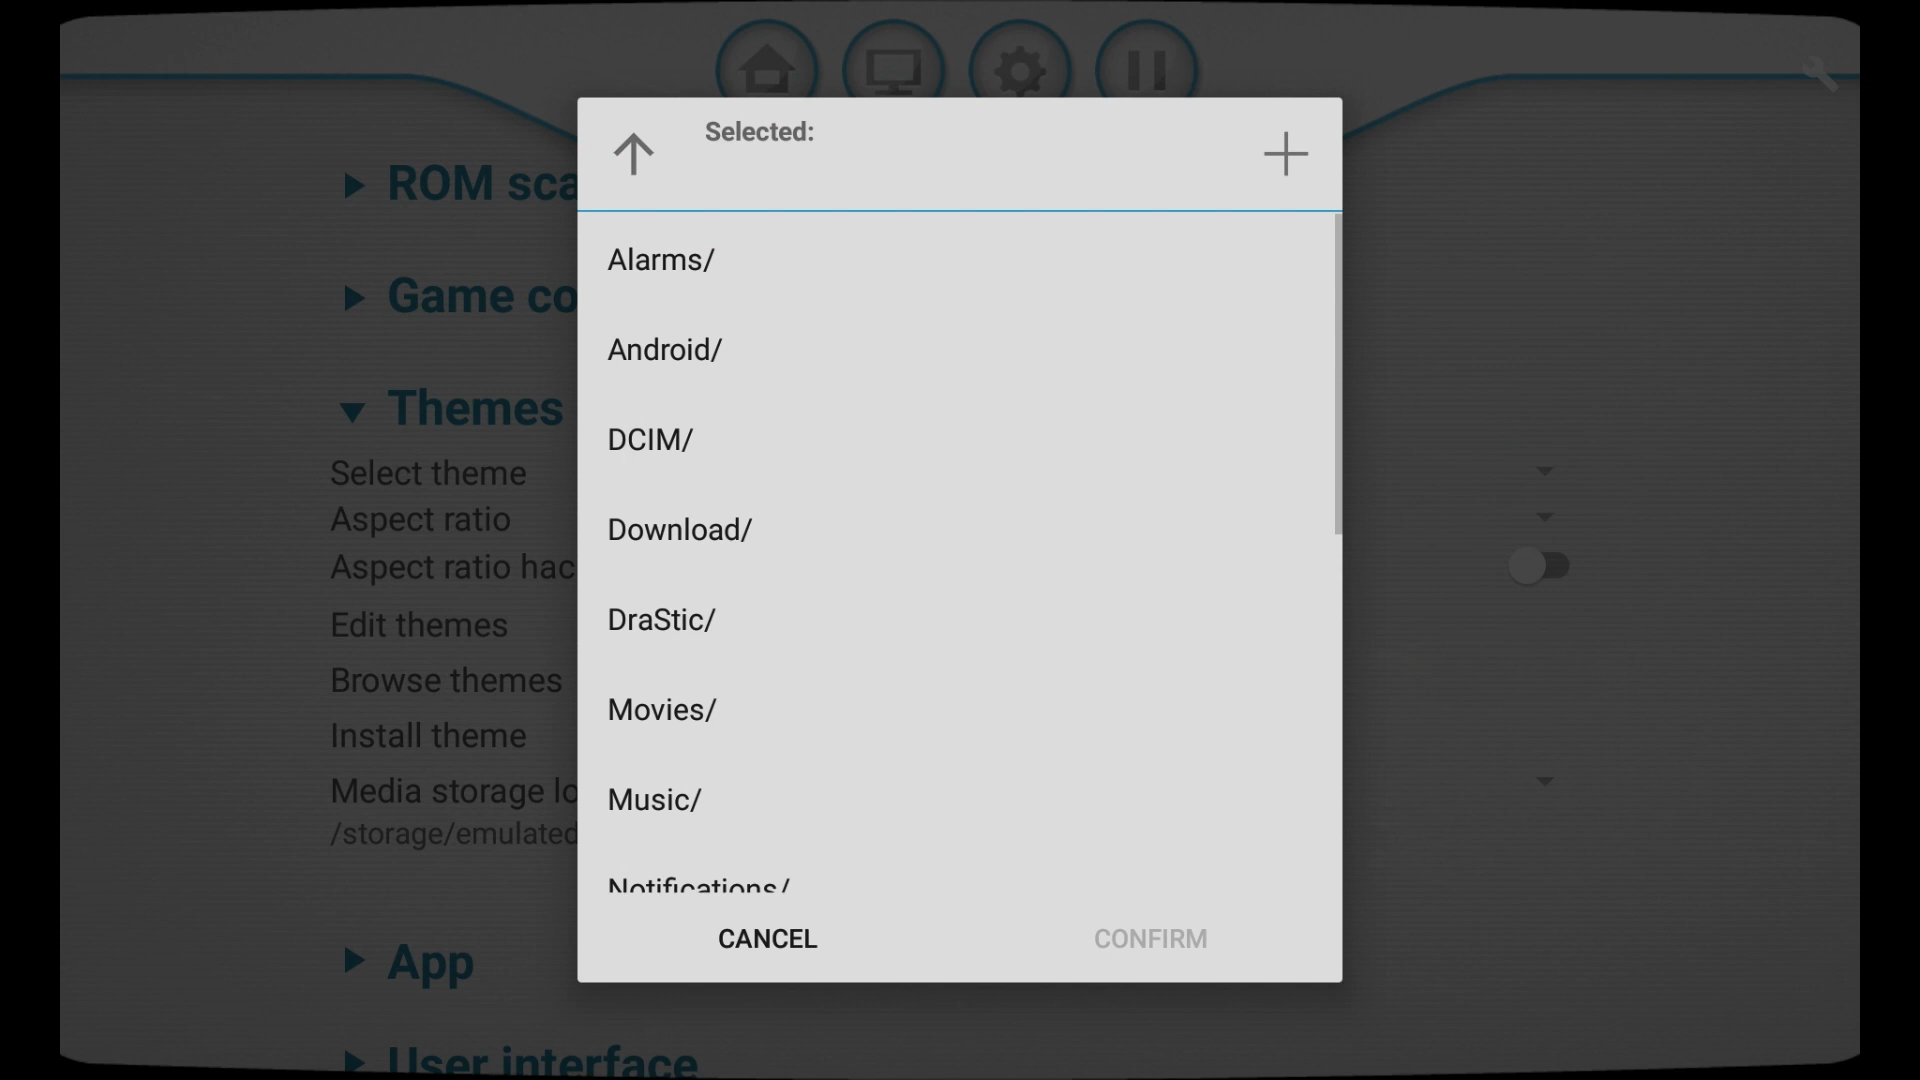 Selected:
ROM sca
Alarms/
Game co
Android/
Themes
DCIM/
Select theme
Aspect ratio
Download/
Aspect ratio hac
Edit themes
DraStic/
Browse themes
Movies/
Install theme
Media storage lo
Music/
/storage/emulated
Notifications/
CANCEL
CONFIRM
App
User interface